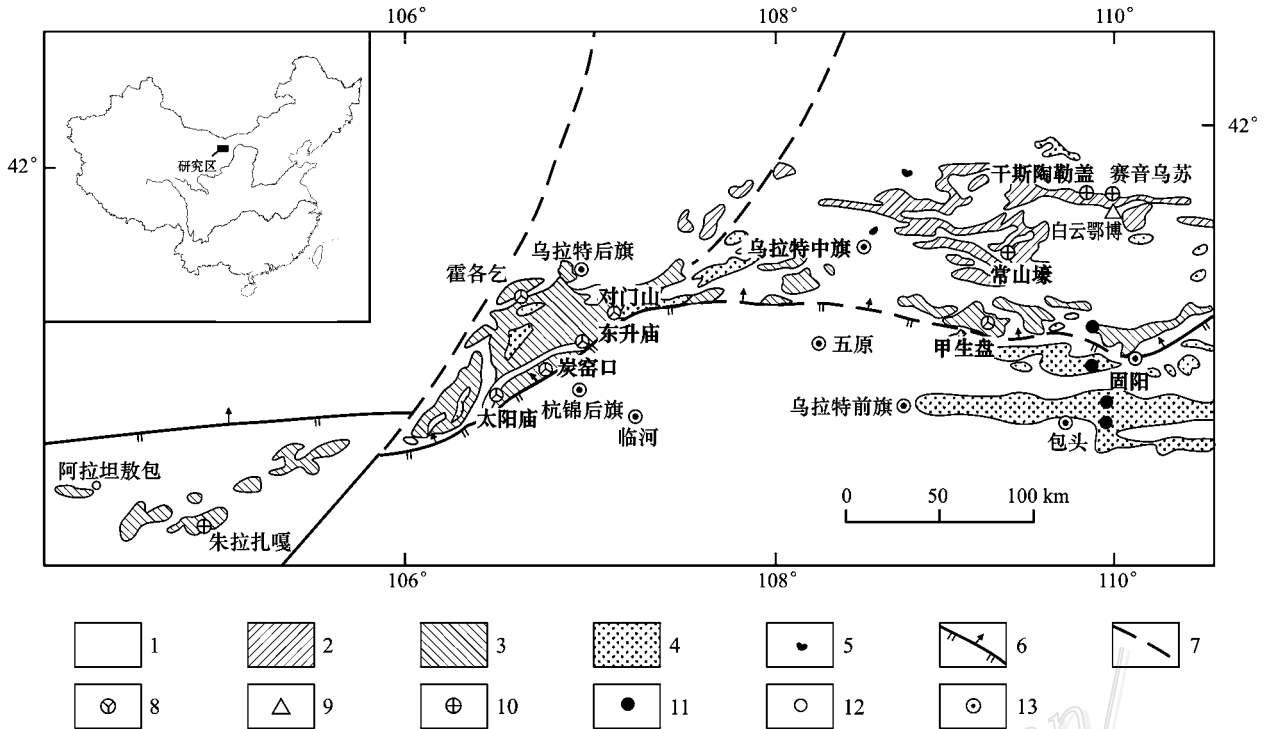 106°
108°
110°
42°
42°
研究区
干斯陶勒盖
赛音乌苏
白云鄂博
乌拉特中旗
常山壕
乌拉特后旗
霍各乞
对门山
东升庙
炭窑口
太阳庙
杭锦后旗
临河
五原
甲生盘
固阳
乌拉特前旗
包头
阿拉坦敖包
朱拉扎嘎
0 50 100 km
106°
108°
110°
1 2 3 4 5 6 7
8 9 10 11 12 13